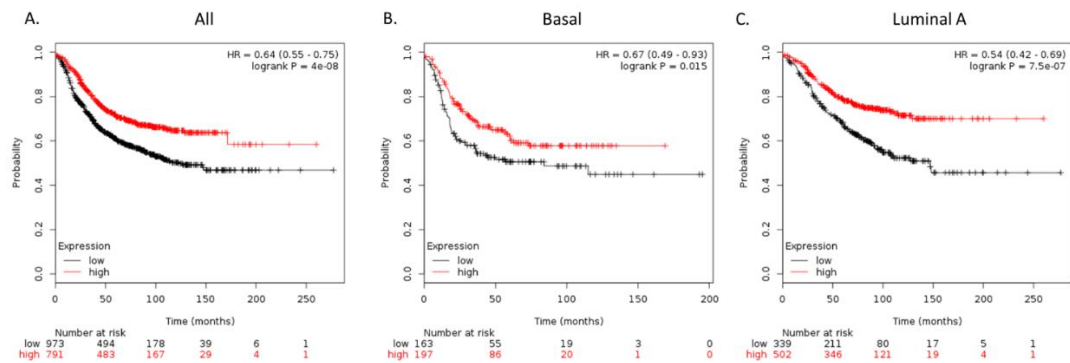 A. All
HR = 0.64 (0.55 - 0.75)
logrank P = 4e-08
Probability
1.0
0.8
0.6
0.4
0.2
0.0
Expression
low
high
0 50 100 150 200 250
Time (months)
Number at risk
low 973 494 178 39 6 1
high 791 483 167 29 4 1
B. Basal
HR = 0.67 (0.49 - 0.93)
logrank P = 0.015
Probability
1.0
0.8
0.6
0.4
0.2
0.0
Expression
low
high
0 50 100 150 200
Time (months)
Number at risk
low 163 55 19 3 0
high 197 86 20 1 0
C. Luminal A
HR = 0.54 (0.42 - 0.69)
logrank P = 7.5e-07
Probability
1.0
0.8
0.6
0.4
0.2
0.0
Expression
low
high
0 50 100 150 200 250
Time (months)
Number at risk
low 339 211 80 17 5 1
high 502 346 121 19 4 1